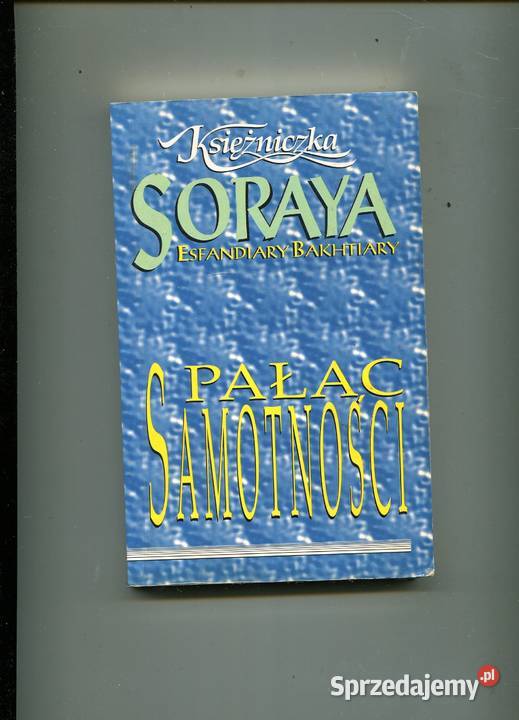 Księżniczka
SORAYA
ESFANDIARY BAKHTIARY
PAŁAC
SAMOTNOŚCI
Sprzedajemy.pl